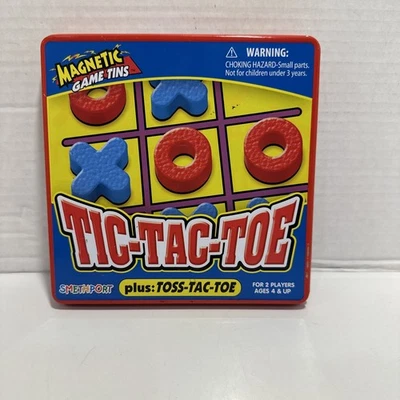 MAGNETIC
GAME TINS
WARNING:
CHOKING HAZARD-Small parts.
Not for children under 3 years.
TIC-TAC-TOE
SMETHPORT
plus: TOSS-TAC-TOE
FOR 2 PLAYERS
AGES 4 & UP